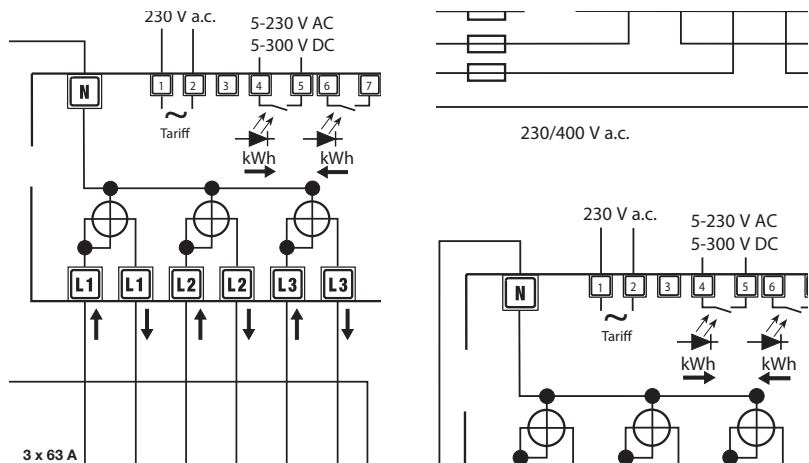 230 V a.c.
5-230 V AC
5-300 V DC
N
1 2 3 4 5 6 7
~
Tariff
kWh kWh
L1 L1 L2 L2 L3 L3
3 x 63 A
230/400 V a.c.
230 V a.c.
5-230 V AC
5-300 V DC
N
1 2 3 4 5 6
~
Tariff
kWh kWh